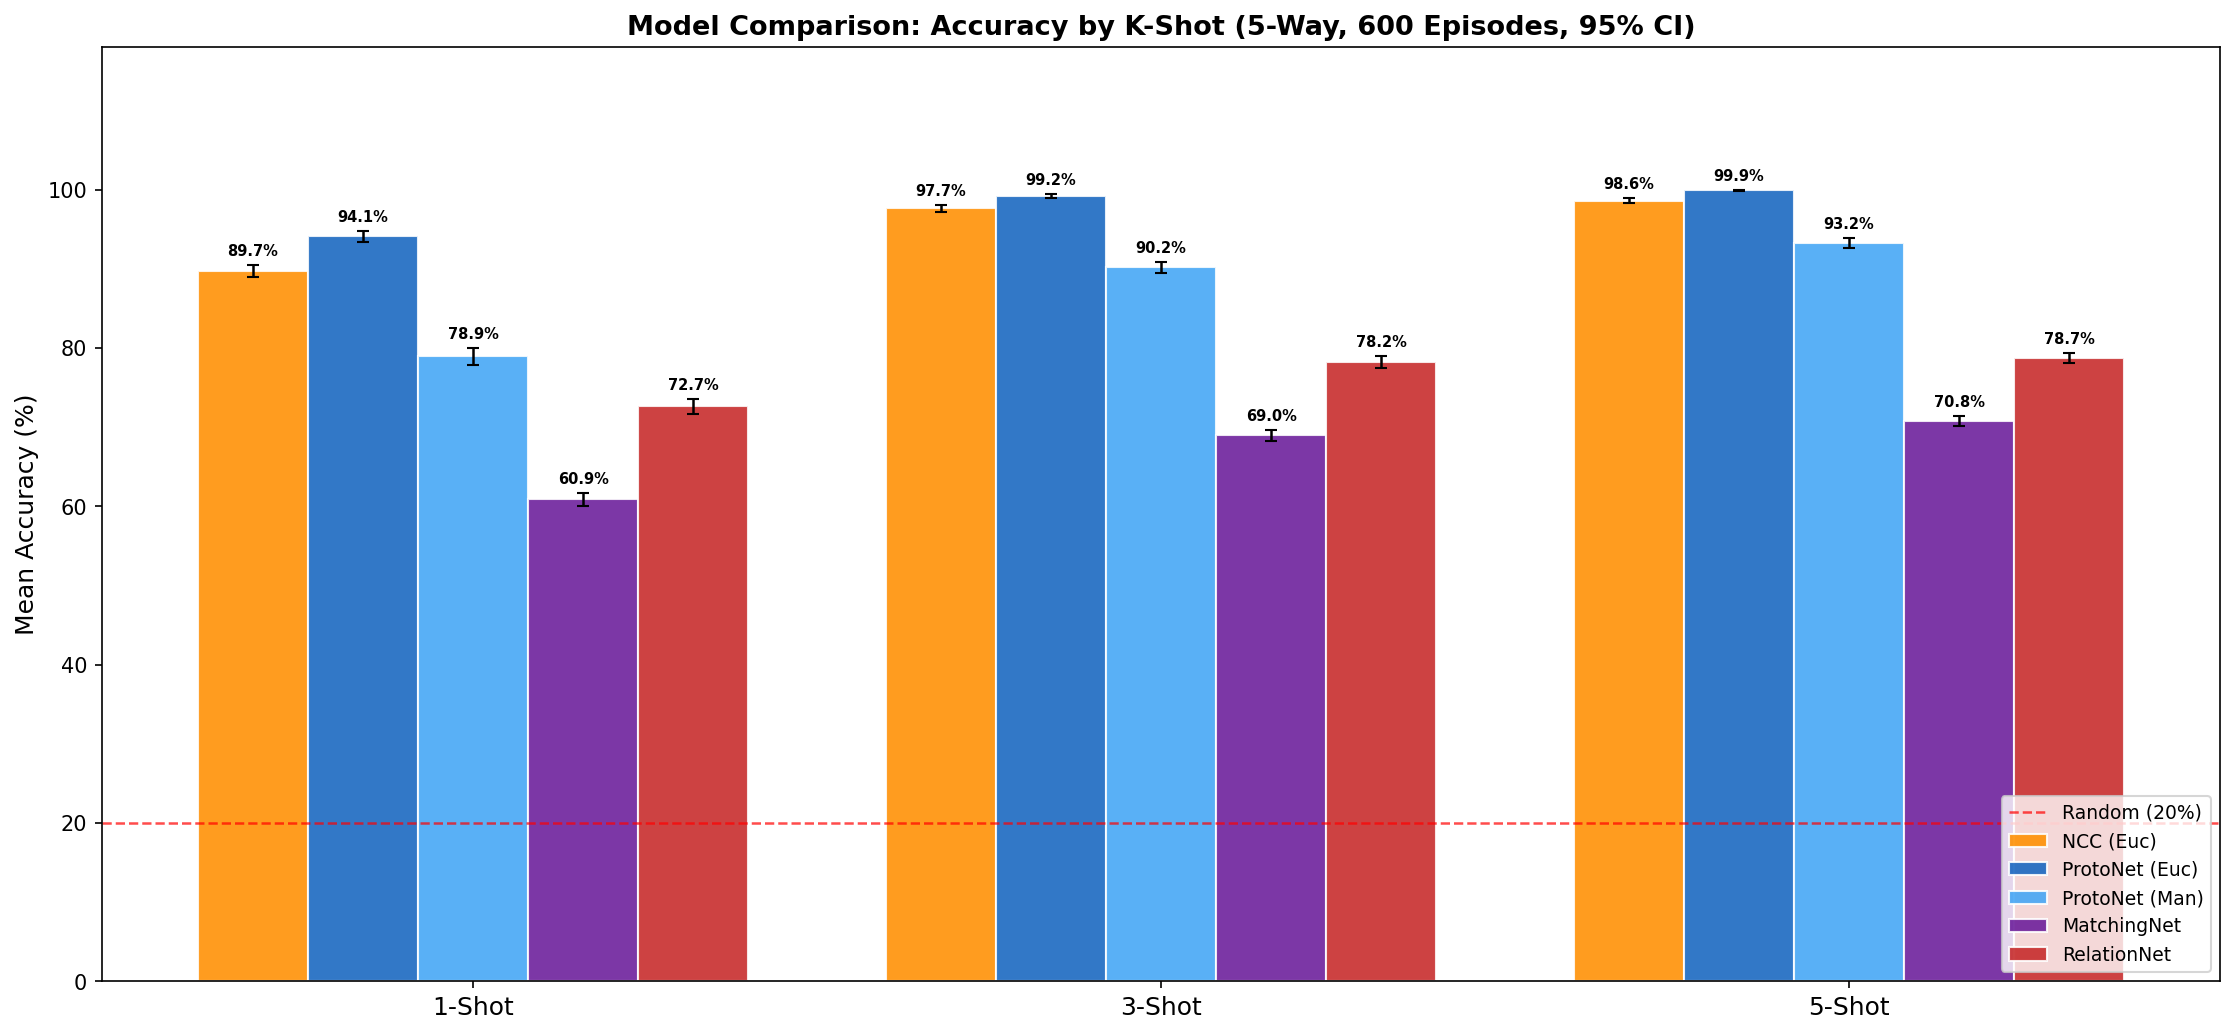 Model Comparison: Accuracy by K-Shot (5-Way, 600 Episodes, 95% CI)
Mean Accuracy (%)
100
80
60
40
20
0
89.7%
94.1%
78.9%
60.9%
72.7%
97.7%
99.2%
90.2%
69.0%
78.2%
98.6%
99.9%
93.2%
70.8%
78.7%
1-Shot
3-Shot
5-Shot
Random (20%)
NCC (Euc)
ProtoNet (Euc)
ProtoNet (Man)
MatchingNet
RelationNet